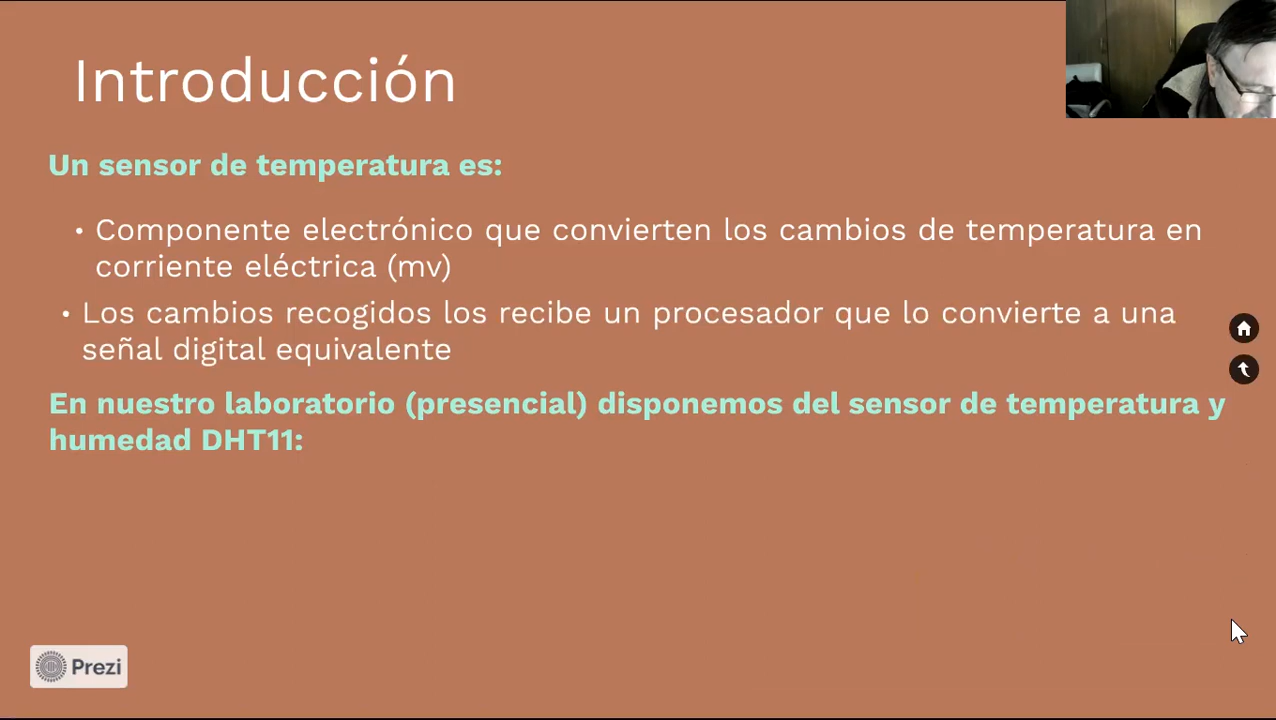 Introducción
Un sensor de temperatura es:
• Componente electrónico que convierten los cambios de temperatura en
corriente eléctrica (mv)
• Los cambios recogidos los recibe un procesador que lo convierte a una
señal digital equivalente
En nuestro laboratorio (presencial) disponemos del sensor de temperatura y
humedad DHT11:
Prezi